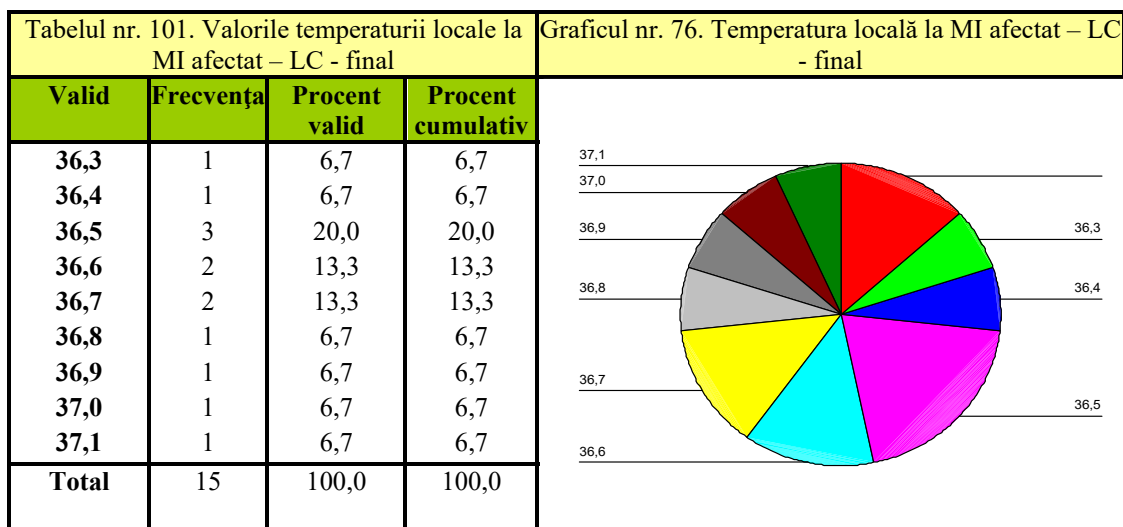 Tabelul nr. 101. Valorile temperaturii locale la
MI afectat – LC - final
Graficul nr. 76. Temperatura locală la MI afectat – LC
- final
Valid Frecvenţa Procent valid Procent cumulativ
36,3 1 6,7 6,7
36,4 1 6,7 6,7
36,5 3 20,0 20,0
36,6 2 13,3 13,3
36,7 2 13,3 13,3
36,8 1 6,7 6,7
36,9 1 6,7 6,7
37,0 1 6,7 6,7
37,1 1 6,7 6,7
Total 15 100,0 100,0
37,1
37,0
36,9
36,8
36,7
36,6
36,3
36,4
36,5